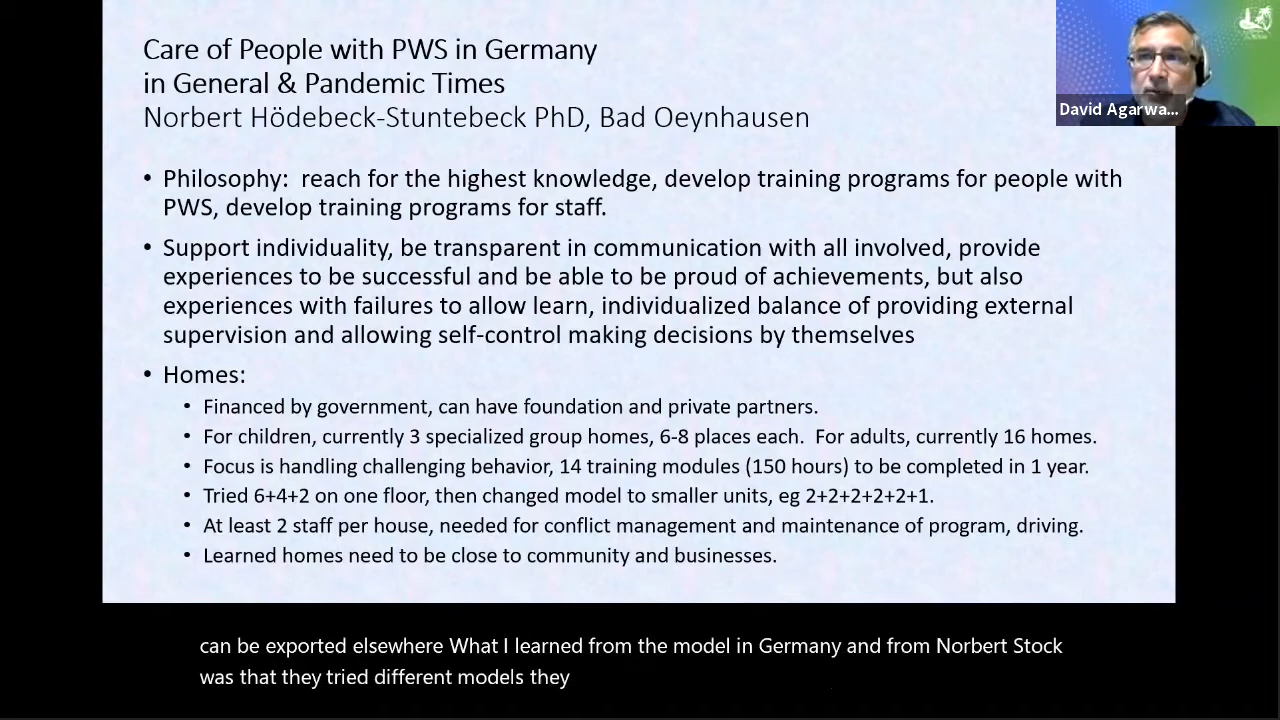 Care of People with PWS in Germany
in General & Pandemic Times
Norbert Hödebeck-Stuntebeck PhD, Bad Oeynhausen
David Agarwa...
• Philosophy: reach for the highest knowledge, develop training programs for people with
PWS, develop training programs for staff.
• Support individuality, be transparent in communication with all involved, provide
experiences to be successful and be able to be proud of achievements, but also
experiences with failures to allow learn, individualized balance of providing external
supervision and allowing self-control making decisions by themselves
• Homes:
• Financed by government, can have foundation and private partners.
• For children, currently 3 specialized group homes, 6-8 places each. For adults, currently 16 homes.
• Focus is handling challenging behavior, 14 training modules (150 hours) to be completed in 1 year.
• Tried 6+4+2 on one floor, then changed model to smaller units, eg 2+2+2+2+2+1.
• At least 2 staff per house, needed for conflict management and maintenance of program, driving.
• Learned homes need to be close to community and businesses.
can be exported elsewhere What I learned from the model in Germany and from Norbert Stock
was that they tried different models they